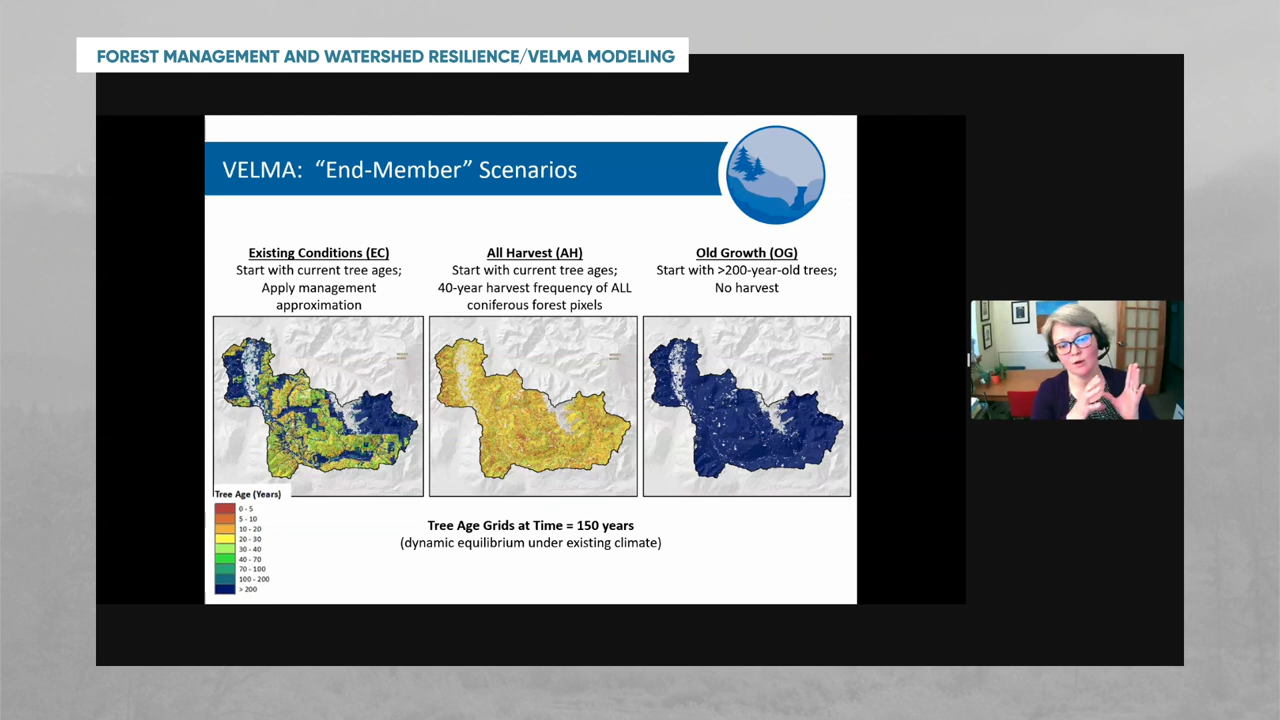 FOREST MANAGEMENT AND WATERSHED RESILIENCE/VELMA MODELING
VELMA: “End-Member” Scenarios
Existing Conditions (EC)
Start with current tree ages;
Apply management
approximation
All Harvest (AH)
Start with current tree ages;
40-year harvest frequency of ALL
coniferous forest pixels
Old Growth (OG)
Start with >200-year-old trees;
No harvest
Tree Age (Years)
0 - 5
5 - 10
10 - 20
20 - 30
30 - 40
40 - 70
70 - 100
100 - 200
> 200
Tree Age Grids at Time = 150 years
(dynamic equilibrium under existing climate)